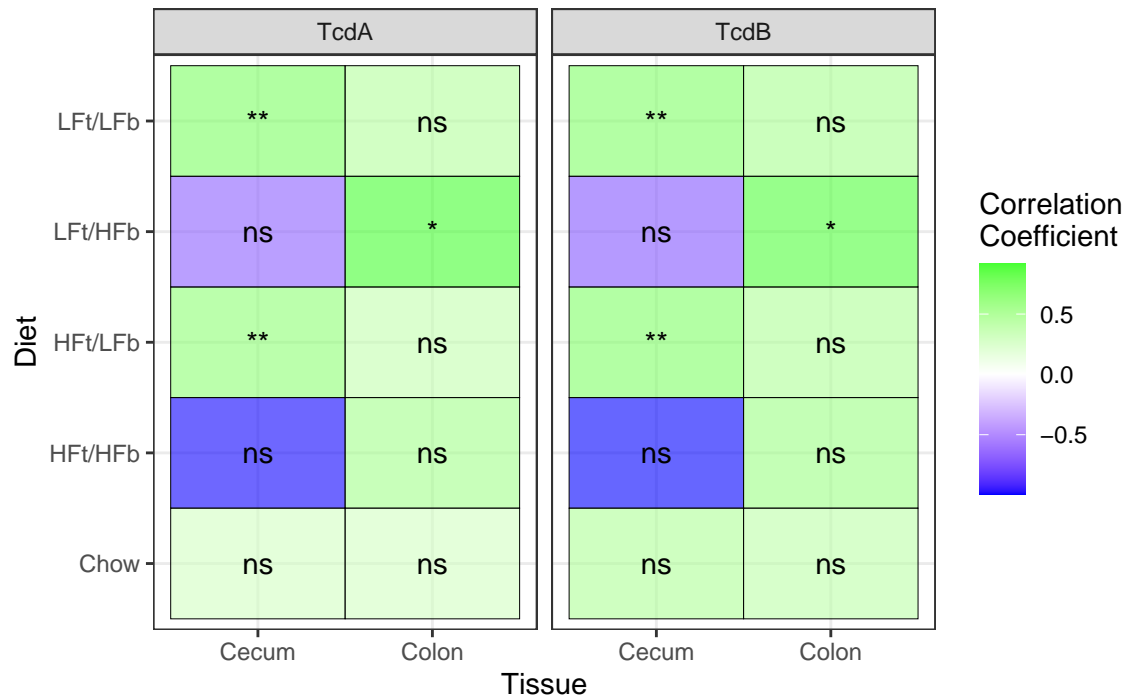 TcdA TcdB
LFt/LFb ** ns ** ns
LFt/HFb ns * ns *
HFt/LFb ** ns ** ns
HFt/HFb ns ns ns ns
Chow ns ns ns ns
Cecum Colon Cecum Colon
Tissue
Diet
Correlation
Coefficient
0.5
0.0
−0.5